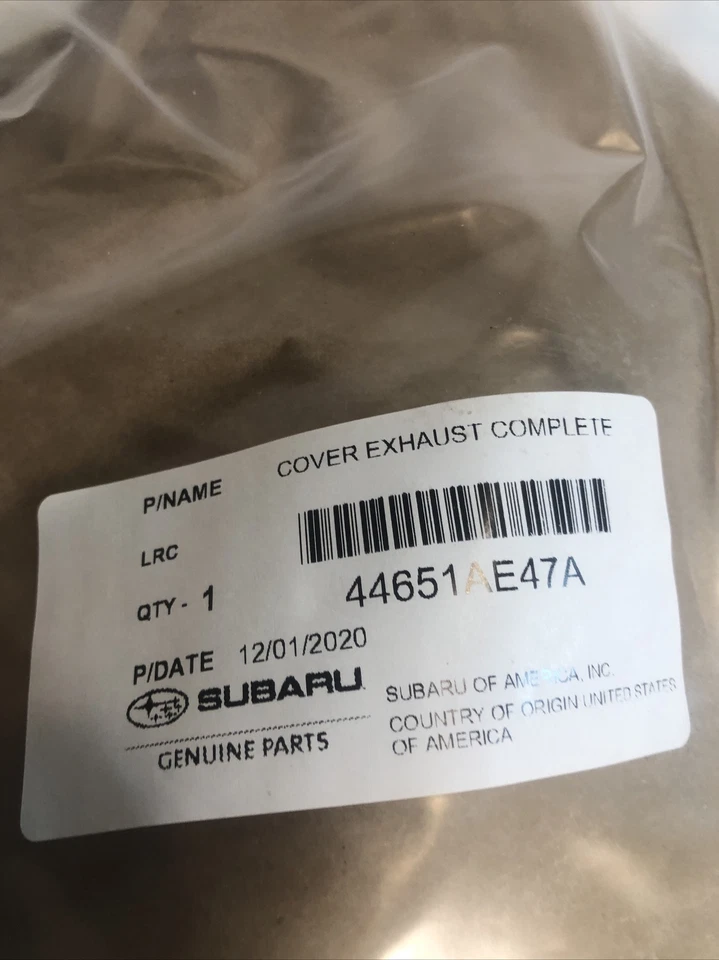 P/NAME COVER EXHAUST COMPLETE
LRC
QTY - 1 44651AE47A
P/DATE 12/01/2020
SUBARU
GENUINE PARTS
SUBARU OF AMERICA, INC.
COUNTRY OF ORIGIN UNITED STATES
OF AMERICA